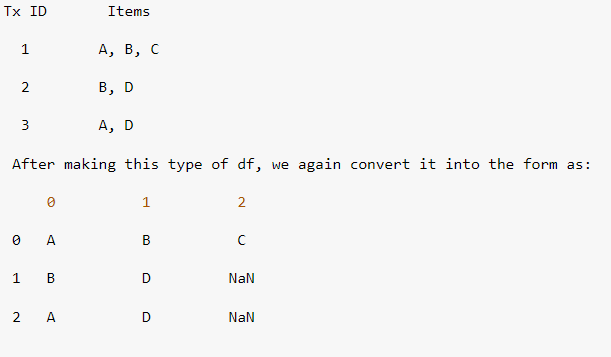 Tx ID Items
1 A, B, C
2 B, D
3 A, D
After making this type of df, we again convert it into the form as:
0 1 2
0 A B C
1 B D NaN
2 A D NaN